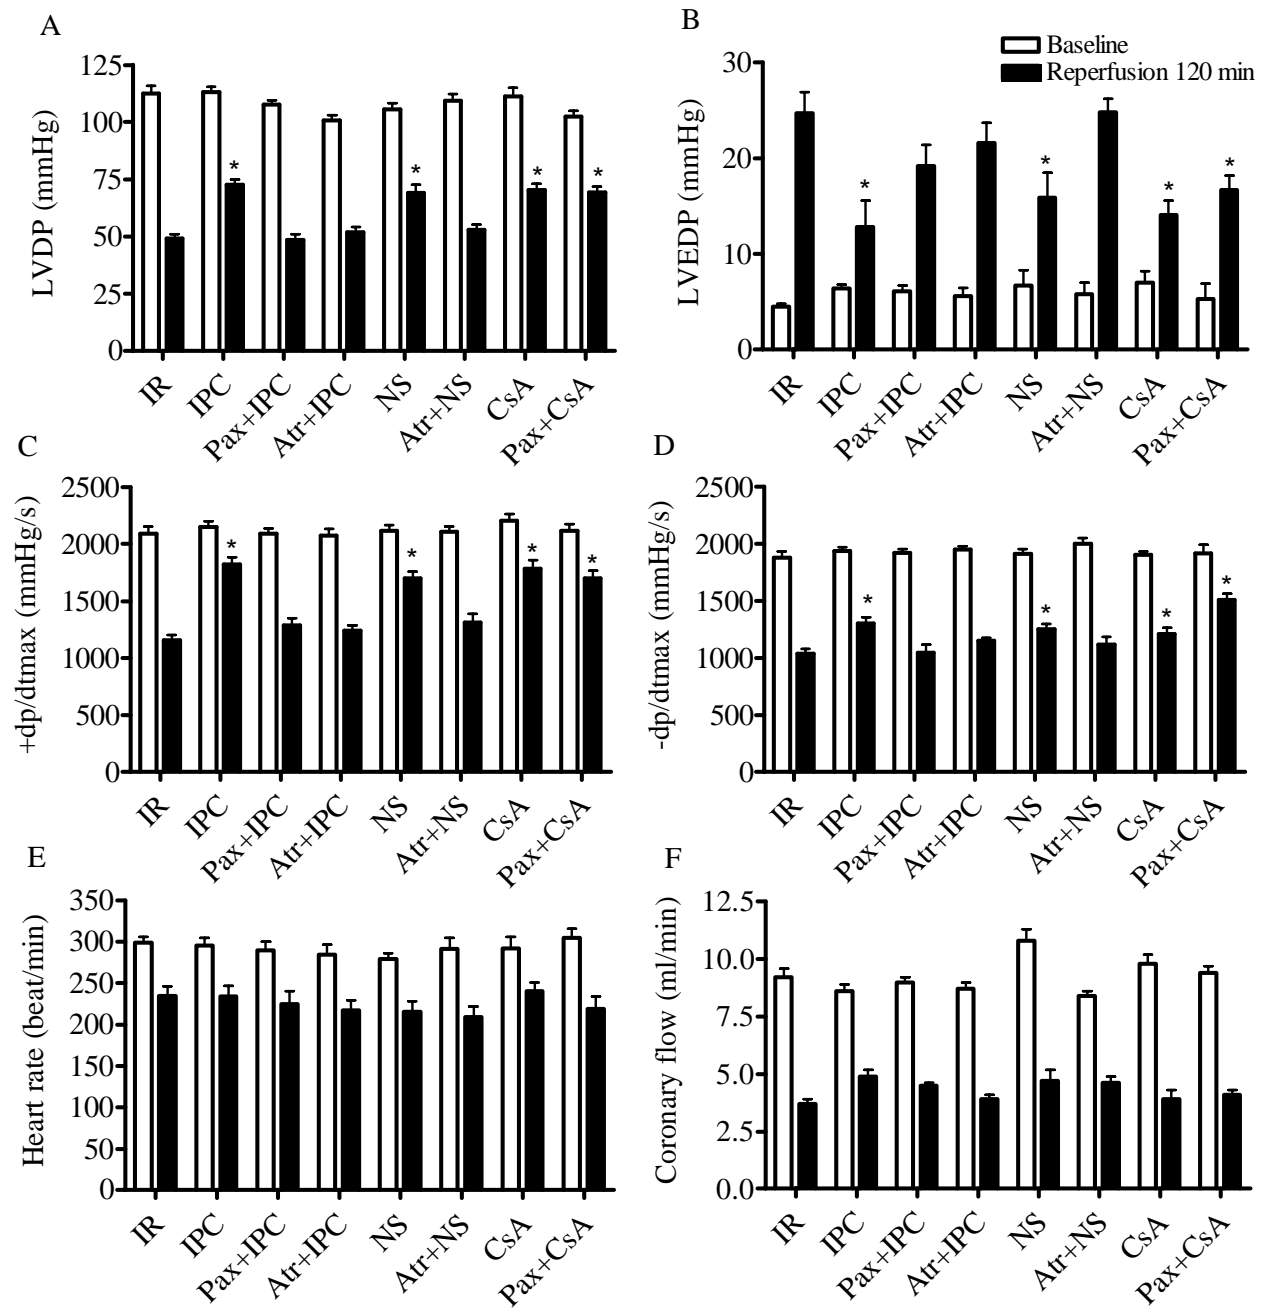 A
125
100
75
50
25
0
LVDP (mmHg)
* * * *
IR IPC Pax+IPC Atr+IPC NS Atr+NS CsA Pax+CsA
B
Baseline
Reperfusion 120 min
30
20
10
0
LVEDP (mmHg)
* * * *
IR IPC Pax+IPC Atr+IPC NS Atr+NS CsA Pax+CsA
C
2500
2000
1500
1000
500
0
+dp/dtmax (mmHg/s)
* * * *
IR IPC Pax+IPC Atr+IPC NS Atr+NS CsA Pax+CsA
D
2500
2000
1500
1000
500
0
-dp/dtmax (mmHg/s)
* * * *
IR IPC Pax+IPC Atr+IPC NS Atr+NS CsA Pax+CsA
E
350
300
250
200
150
100
50
0
Heart rate (beat/min)
IR IPC Pax+IPC Atr+IPC NS Atr+NS CsA Pax+CsA
F
12.5
10.0
7.5
5.0
2.5
0.0
Coronary flow (ml/min)
IR IPC Pax+IPC Atr+IPC NS Atr+NS CsA Pax+CsA